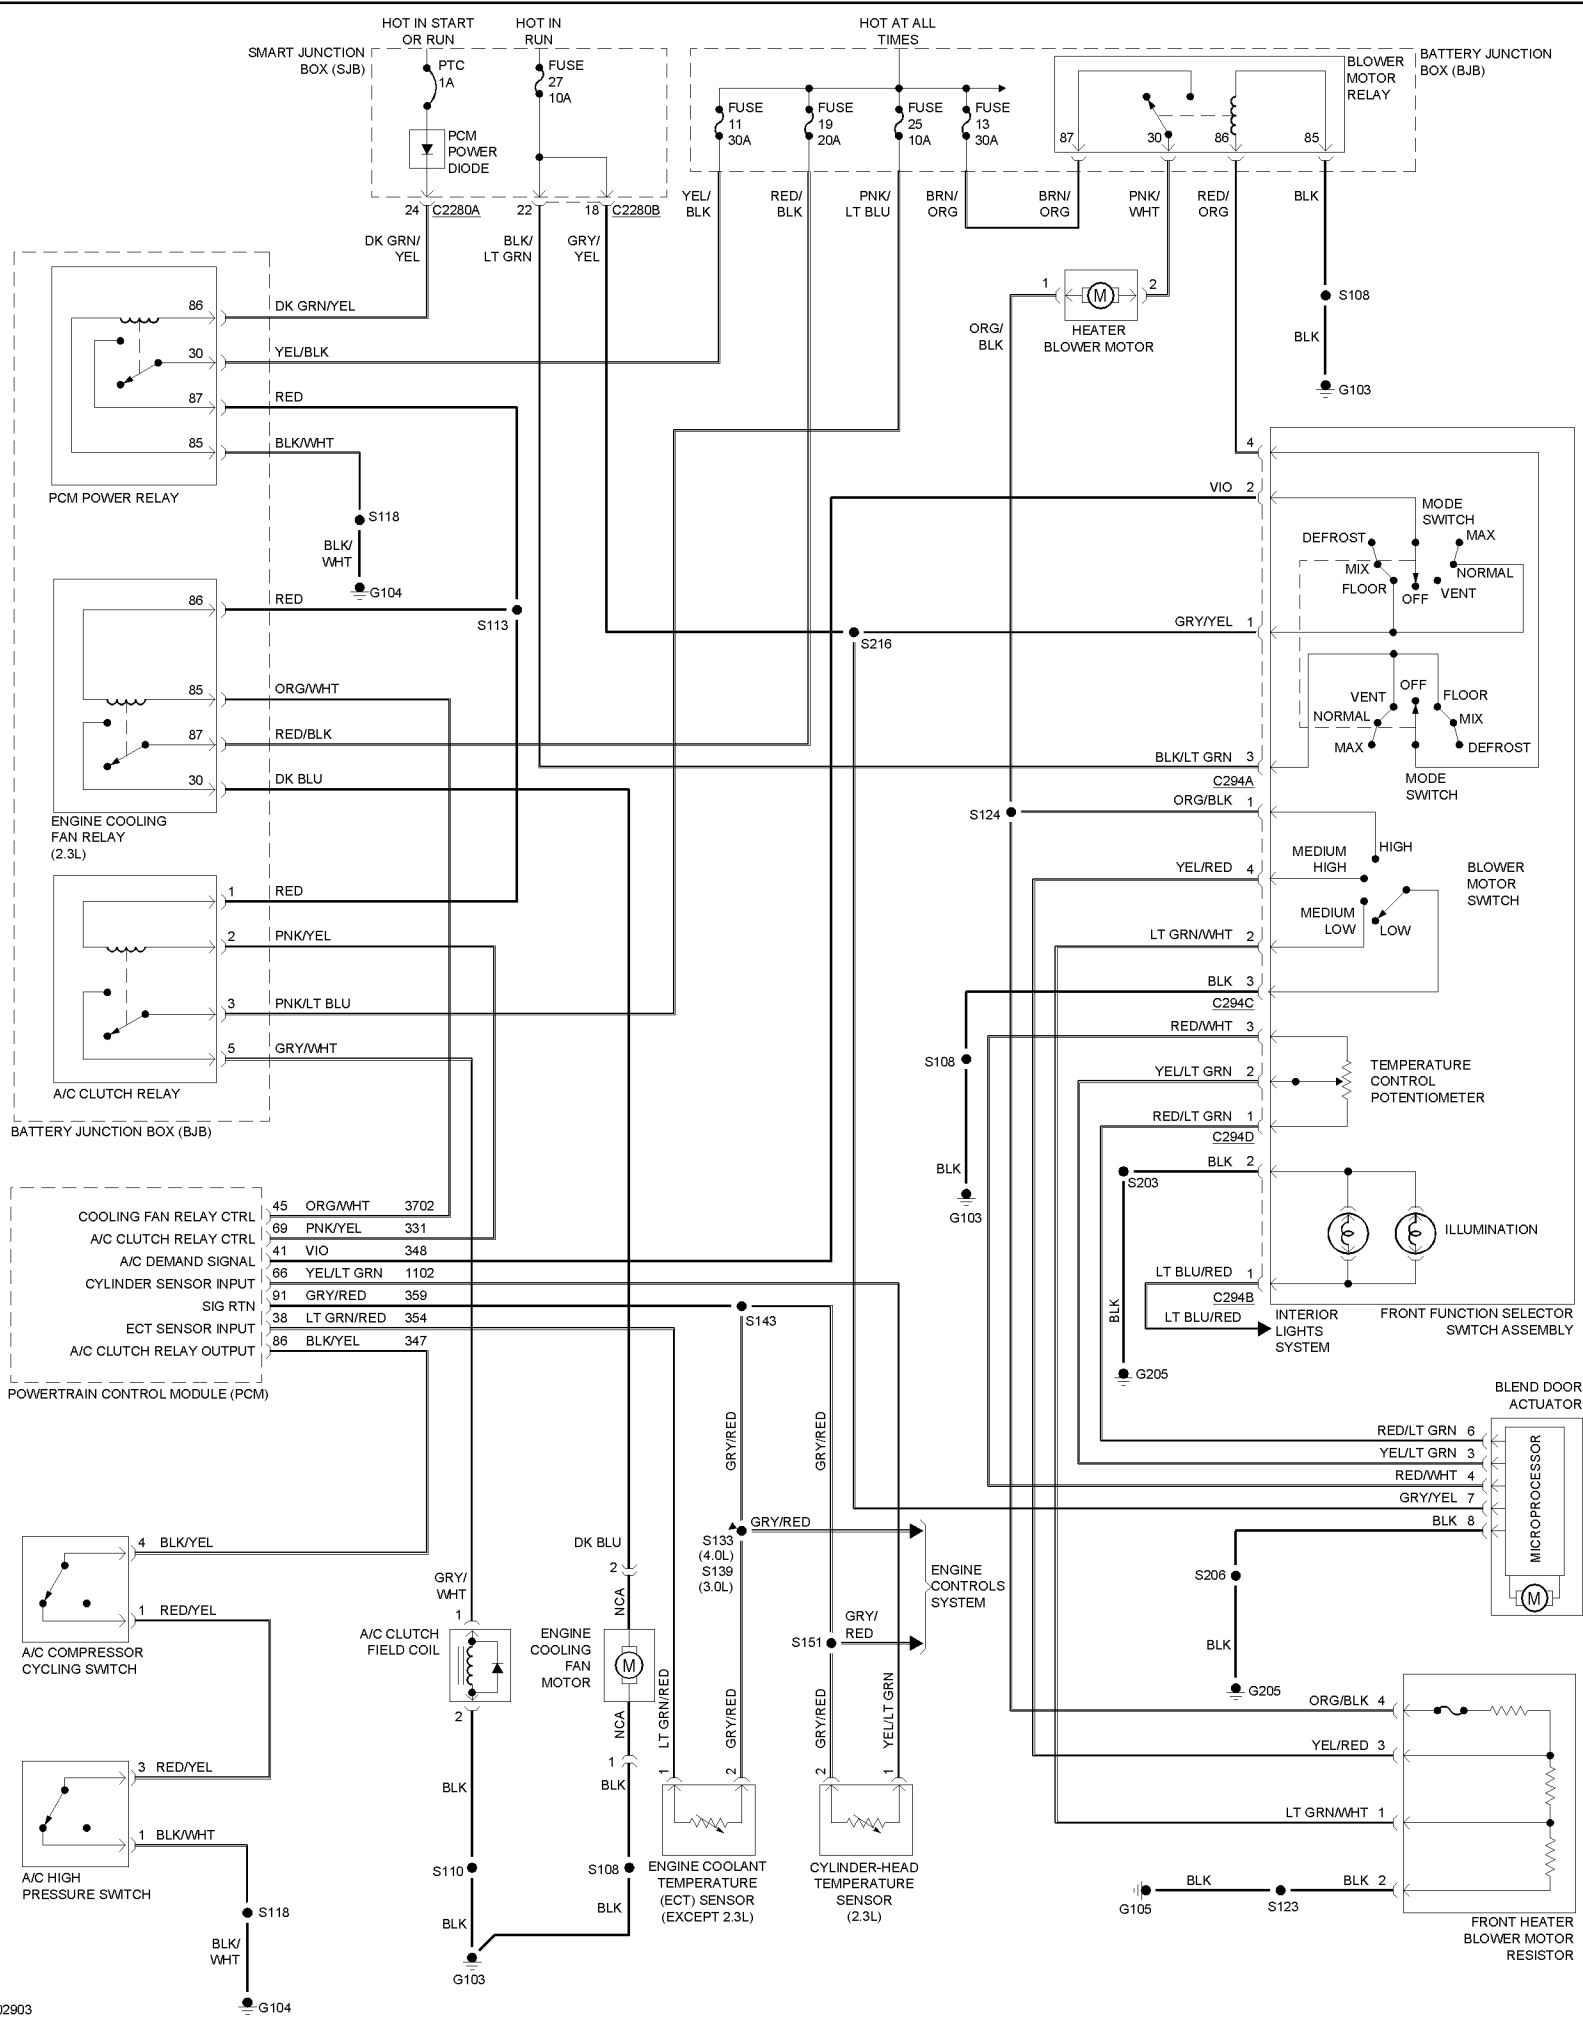 HOT IN START
OR RUN
HOT IN
RUN
HOT AT ALL
TIMES
SMART JUNCTION
BOX (SJB)
PTC
1A
FUSE
27
10A
PCM
POWER
DIODE
FUSE
11
30A
FUSE
19
20A
FUSE
25
10A
FUSE
13
30A
BLOWER
MOTOR
RELAY
BATTERY JUNCTION
BOX (BJB)
87
30
86
85
24
C2280A
22
18
C2280B
YEL/
BLK
RED/
BLK
PNK/
LT BLU
BRN/
ORG
BRN/
ORG
PNK/
WHT
RED/
ORG
BLK
DK GRN/
YEL
BLK/
LT GRN
GRY/
YEL
1
M
2
HEATER
BLOWER MOTOR
ORG/
BLK
S108
BLK
G103
86
DK GRN/YEL
30
YEL/BLK
87
RED
85
BLK/WHT
PCM POWER RELAY
S118
BLK/
WHT
G104
86
RED
S113
85
ORG/WHT
87
RED/BLK
30
DK BLU
ENGINE COOLING
FAN RELAY
(2.3L)
1
RED
2
PNK/YEL
3
PNK/LT BLU
5
GRY/WHT
A/C CLUTCH RELAY
BATTERY JUNCTION BOX (BJB)
4
VIO 2
MODE
SWITCH
DEFROST
MAX
MIX
NORMAL
FLOOR
OFF
VENT
GRY/YEL 1
S216
OFF
VENT
FLOOR
NORMAL
MIX
MAX
DEFROST
BLK/LT GRN 3
C294A
MODE
SWITCH
ORG/BLK 1
S124
HIGH
MEDIUM
HIGH
YEL/RED 4
BLOWER
MOTOR
SWITCH
MEDIUM
LOW
LOW
LT GRN/WHT 2
BLK 3
C294C
RED/WHT 3
S108
TEMPERATURE
CONTROL
POTENTIOMETER
YEL/LT GRN 2
RED/LT GRN 1
C294D
BLK 2
S203
BLK
G103
ILLUMINATION
LT BLU/RED 1
C294B
LT BLU/RED
INTERIOR
LIGHTS
SYSTEM
FRONT FUNCTION SELECTOR
SWITCH ASSEMBLY
BLK
G205
COOLING FAN RELAY CTRL 45 ORG/WHT 3702
A/C CLUTCH RELAY CTRL 69 PNK/YEL 331
A/C DEMAND SIGNAL 41 VIO 348
CYLINDER SENSOR INPUT 66 YEL/LT GRN 1102
SIG RTN 91 GRY/RED 359
ECT SENSOR INPUT 38 LT GRN/RED 354
A/C CLUTCH RELAY OUTPUT 86 BLK/YEL 347
POWERTRAIN CONTROL MODULE (PCM)
S143
GRY/RED
GRY/RED
BLEND DOOR
ACTUATOR
RED/LT GRN 6
YEL/LT GRN 3
RED/WHT 4
GRY/YEL 7
BLK 8
MICROPROCESSOR
M
S206
BLK
G205
GRY/RED
S133
(4.0L)
S139
(3.0L)
ENGINE
CONTROLS
SYSTEM
GRY/
RED
S151
4 BLK/YEL
1 RED/YEL
A/C COMPRESSOR
CYCLING SWITCH
GRY/
WHT
1
A/C CLUTCH
FIELD COIL
2
DK BLU
2
NCA
ENGINE
COOLING
FAN
MOTOR
M
NCA
1
LT GRN/RED
GRY/RED
GRY/RED
YEL/LT GRN
ORG/BLK 4
YEL/RED 3
LT GRN/WHT 1
BLK 2
3 RED/YEL
1 BLK/WHT
A/C HIGH
PRESSURE SWITCH
BLK
BLK
1
2
2
1
S110
S108
BLK
BLK
G103
ENGINE COOLANT
TEMPERATURE
(ECT) SENSOR
(EXCEPT 2.3L)
CYLINDER-HEAD
TEMPERATURE
SENSOR
(2.3L)
BLK
G105
S123
FRONT HEATER
BLOWER MOTOR
RESISTOR
S118
BLK/
WHT
G104
02903